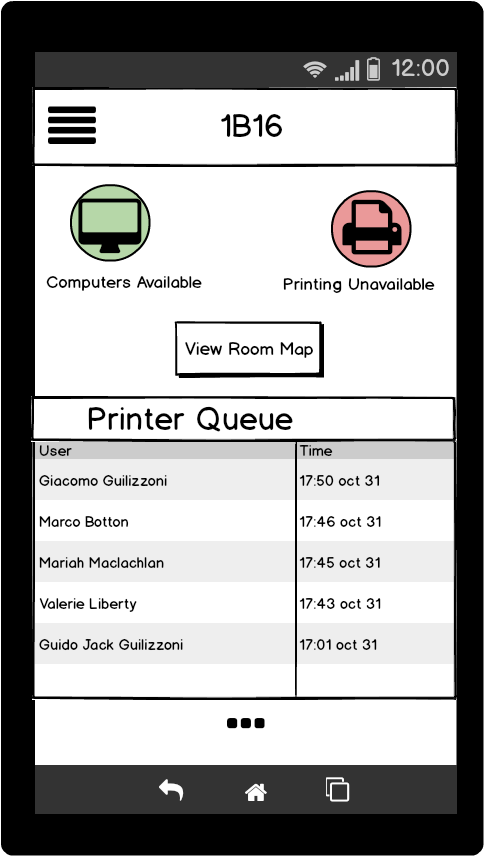 12:00
1B16
Computers Available
Printing Unavailable
View Room Map
Printer Queue
User Time
Giacomo Guilizzoni 17:50 oct 31
Marco Botton 17:46 oct 31
Mariah Maclachlan 17:45 oct 31
Valerie Liberty 17:43 oct 31
Guido Jack Guilizzoni 17:01 oct 31